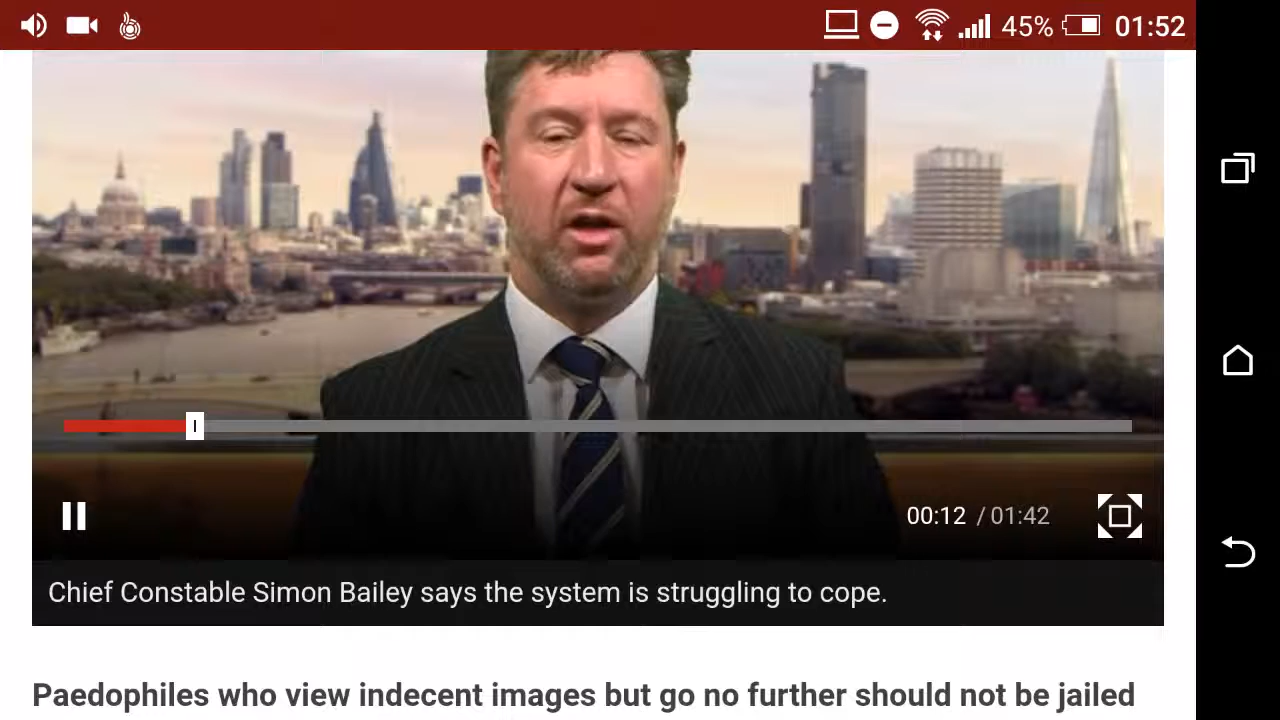 45% 01:52
00:12 / 01:42
Chief Constable Simon Bailey says the system is struggling to cope.
Paedophiles who view indecent images but go no further should not be jailed